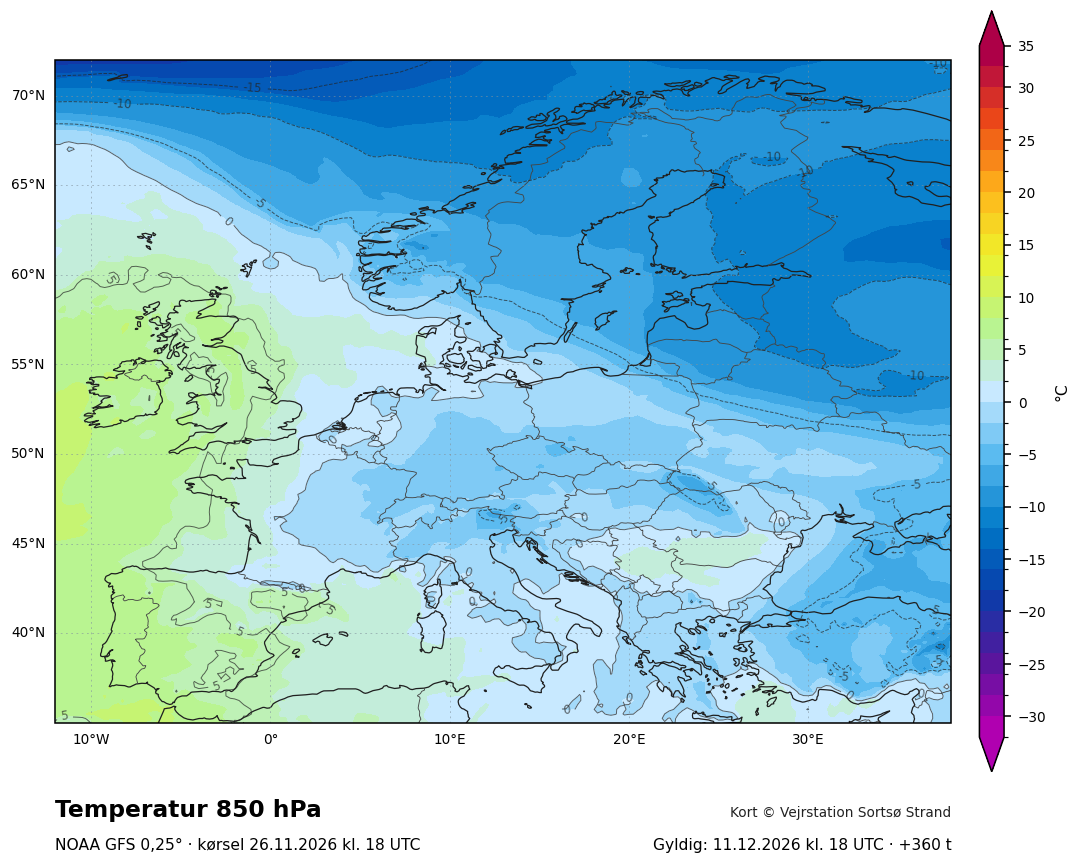 70°N
65°N
60°N
55°N
50°N
45°N
40°N
10°W 0° 10°E 20°E 30°E
35
30
25
20
15
10
5
0
−5
−10
−15
−20
−25
−30
°C
Temperatur 850 hPa
Kort © Vejrstation Sortsø Strand
NOAA GFS 0,25° · kørsel 26.11.2026 kl. 18 UTC
Gyldig: 11.12.2026 kl. 18 UTC · +360 t